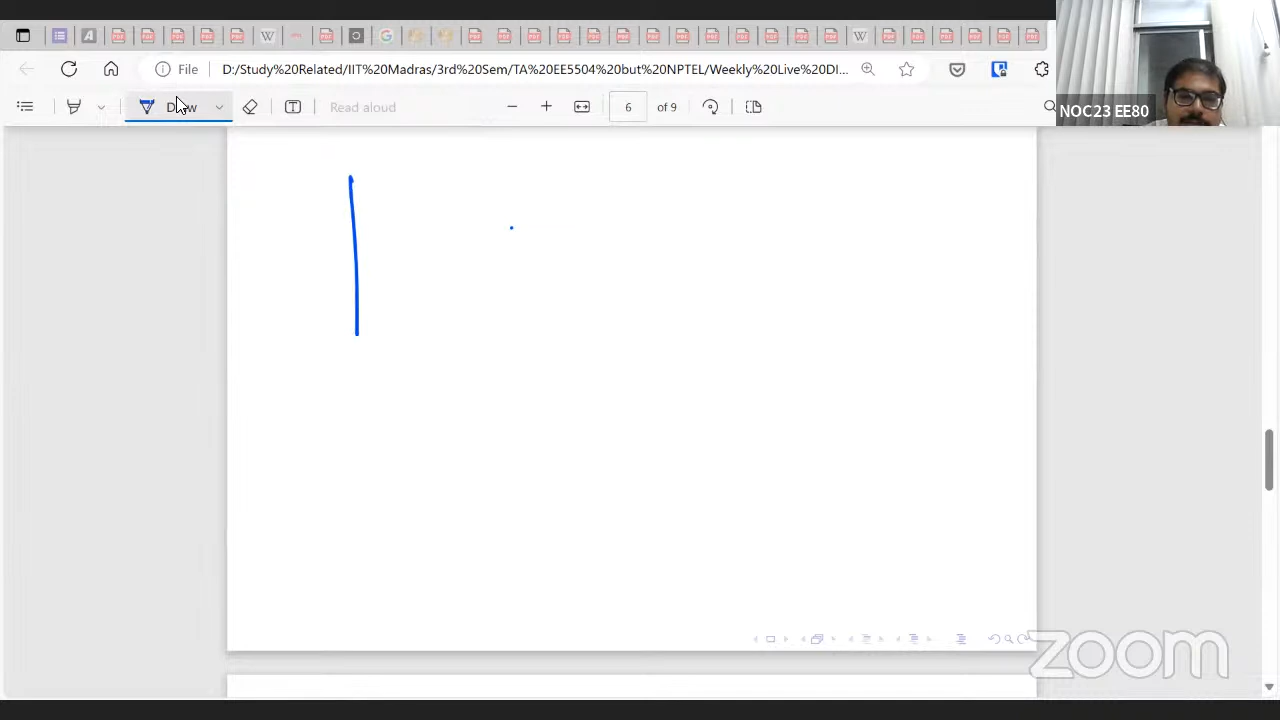 File D:/Study%20Related/IIT%20Madras/3rd%20Sem/TA%20EE5504%20but%20NPTEL/Weekly%20Live%20DI...
Draw Read aloud 6 of 9
NOC23 EE80
zoom